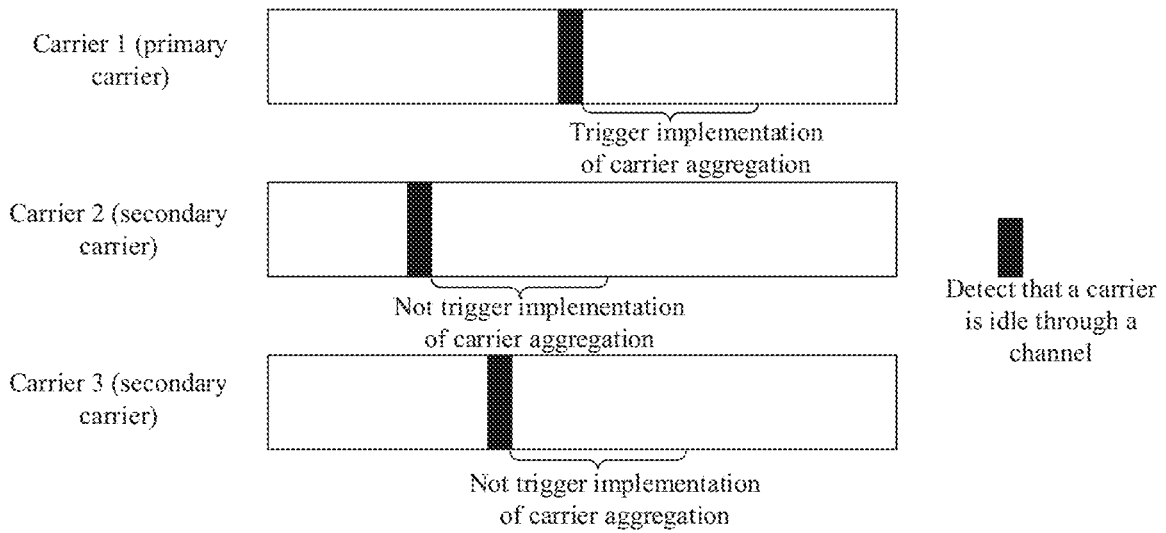 Carrier 1 (primary
carrier)
Trigger implementation
of carrier aggregation
Carrier 2 (secondary
carrier)
Not trigger implementation
of carrier aggregation
Detect that a carrier
is idle through a
channel
Carrier 3 (secondary
carrier)
Not trigger implementation
of carrier aggregation